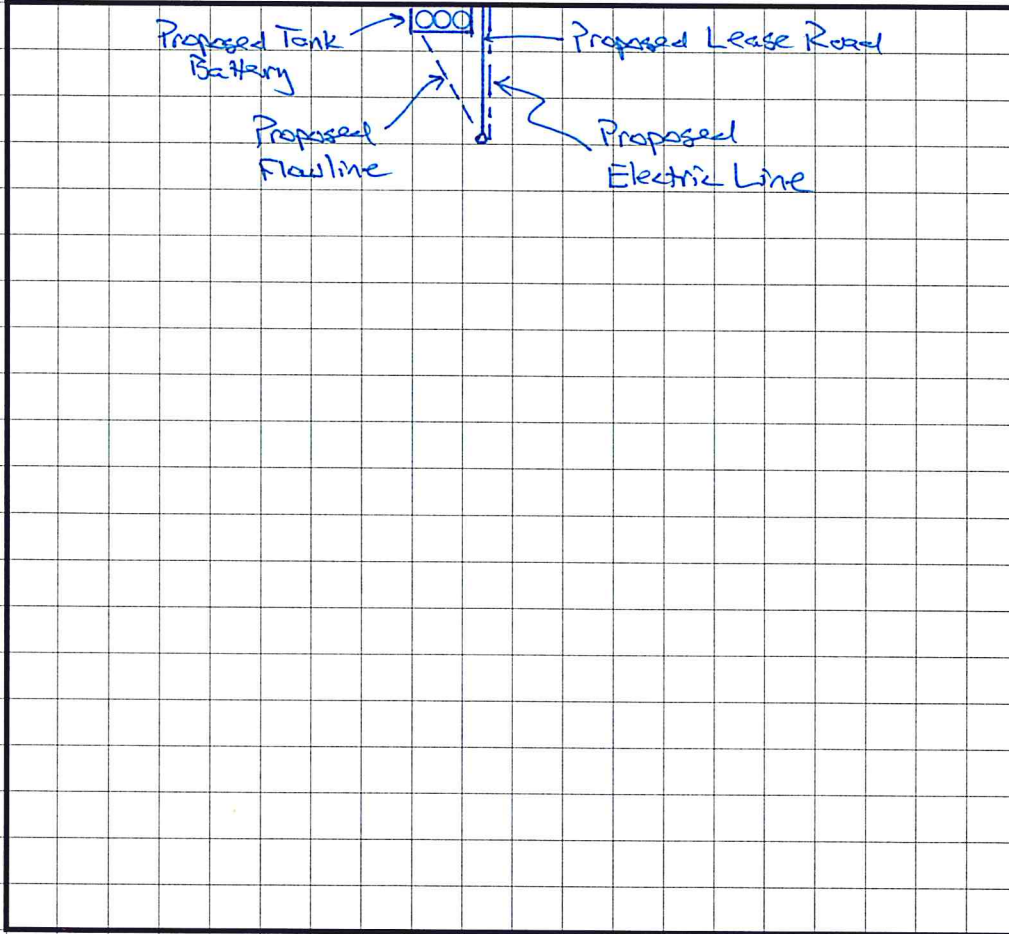 Proposed Tank
Battery
Proposed Lease Road
Proposed
Flowline
Proposed
Electric Line